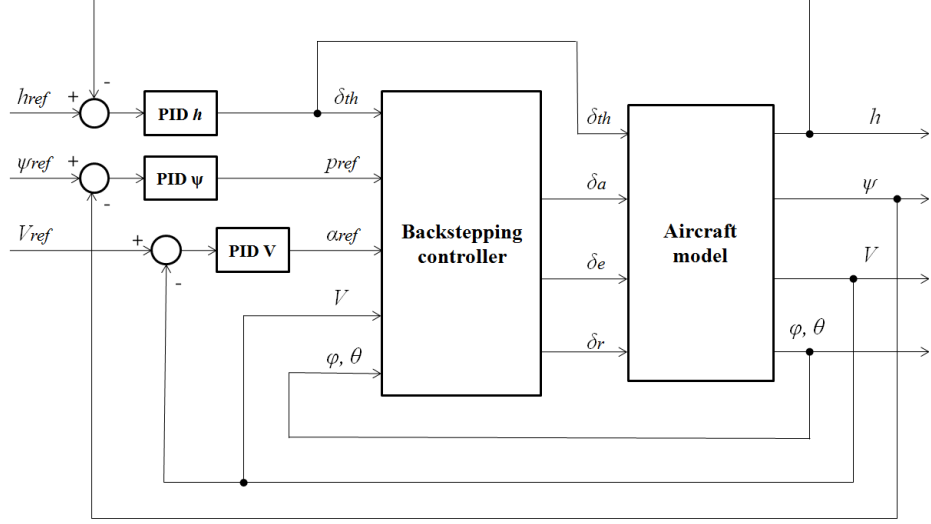 -
href
+
PID h
δth
δth
h
ψref
+
PID ψ
pref
δa
ψ
-
Vref
+
PID V
αref
Backstepping
controller
Aircraft
model
δe
V
-
V
φ, θ
δr
φ, θ